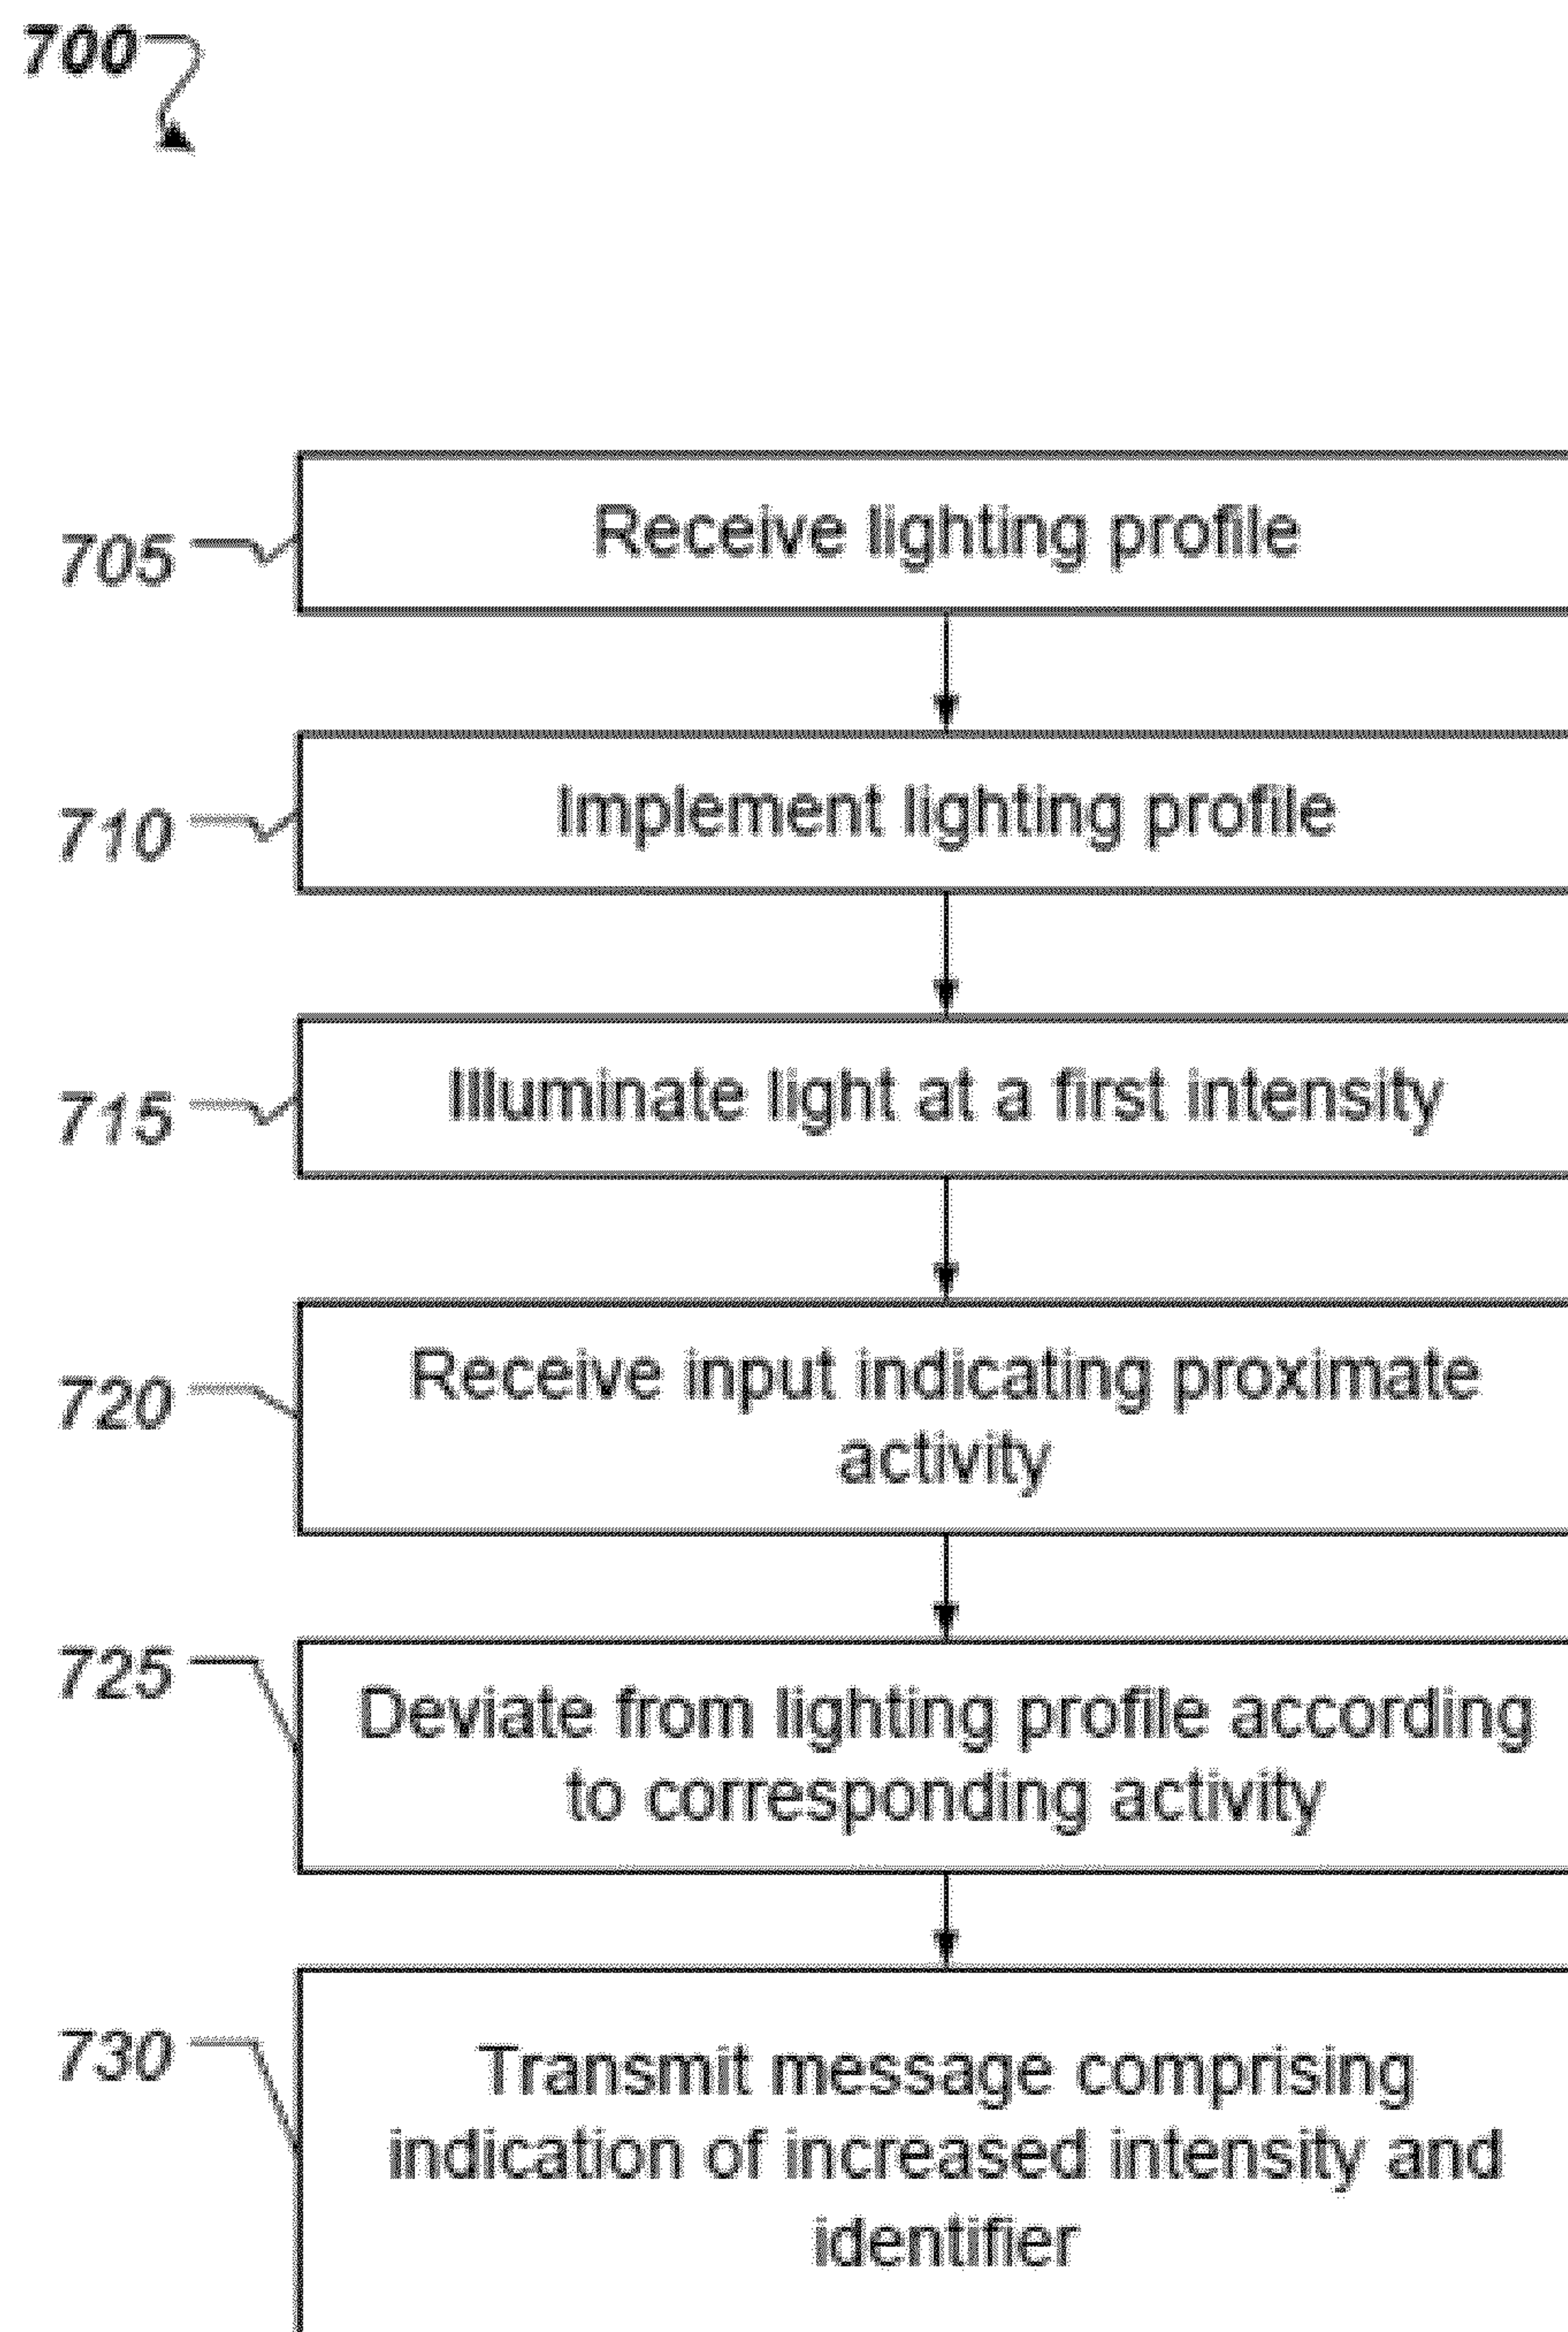 700
705
Receive lighting profile
710
Implement lighting profile
715
Illuminate light at a first intensity
720
Receive input indicating proximate
activity
725
Deviate from lighting profile according
to corresponding activity
730
Transmit message comprising
indication of increased intensity and
identifier